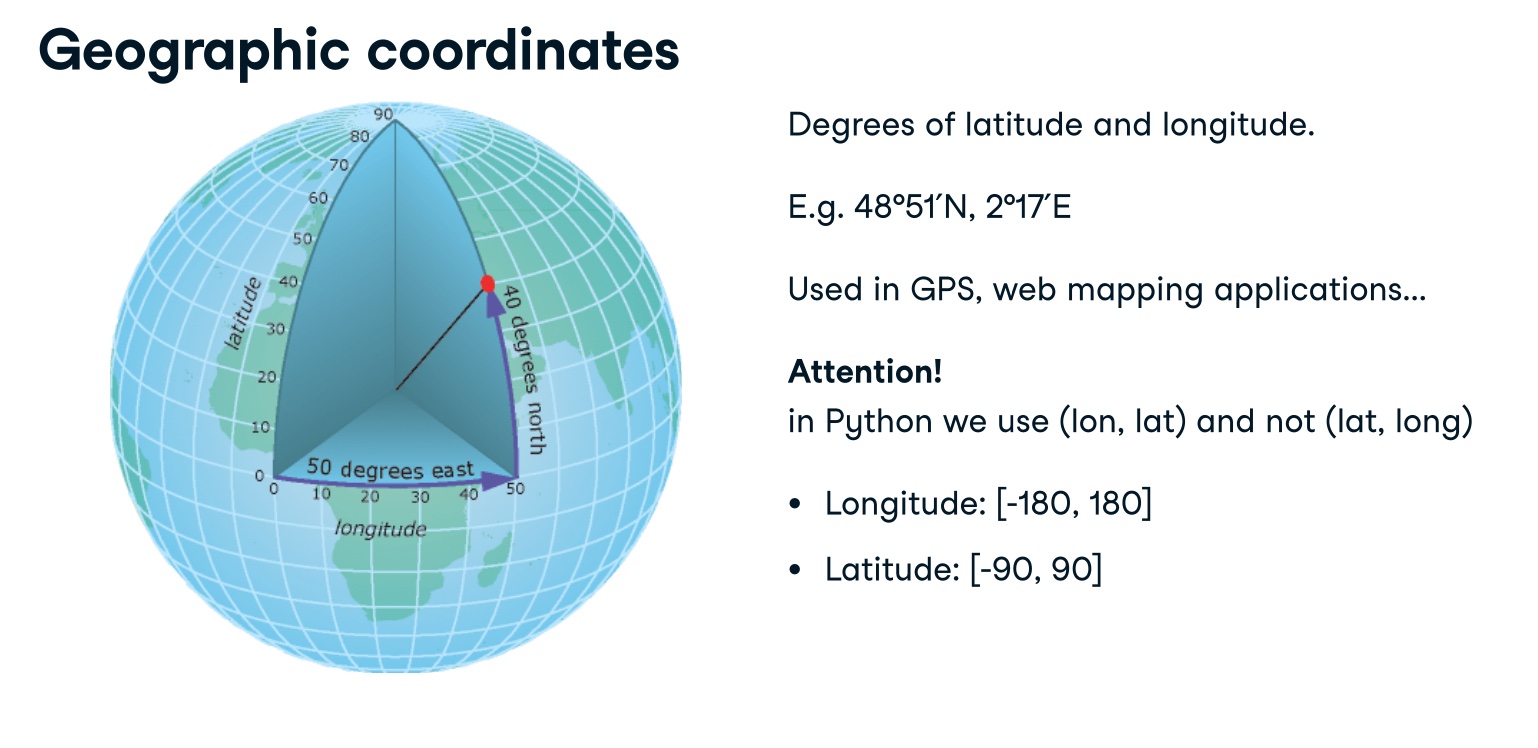 Geographic coordinates
90
80
70
60
50
40
30
20
10
0
latitude
40 degrees north
50 degrees east
0
10
20
30
40
50
longitude
Degrees of latitude and longitude.
E.g. 48°51′N, 2°17′E
Used in GPS, web mapping applications...
Attention!
in Python we use (lon, lat) and not (lat, long)
• Longitude: [-180, 180]
• Latitude: [-90, 90]